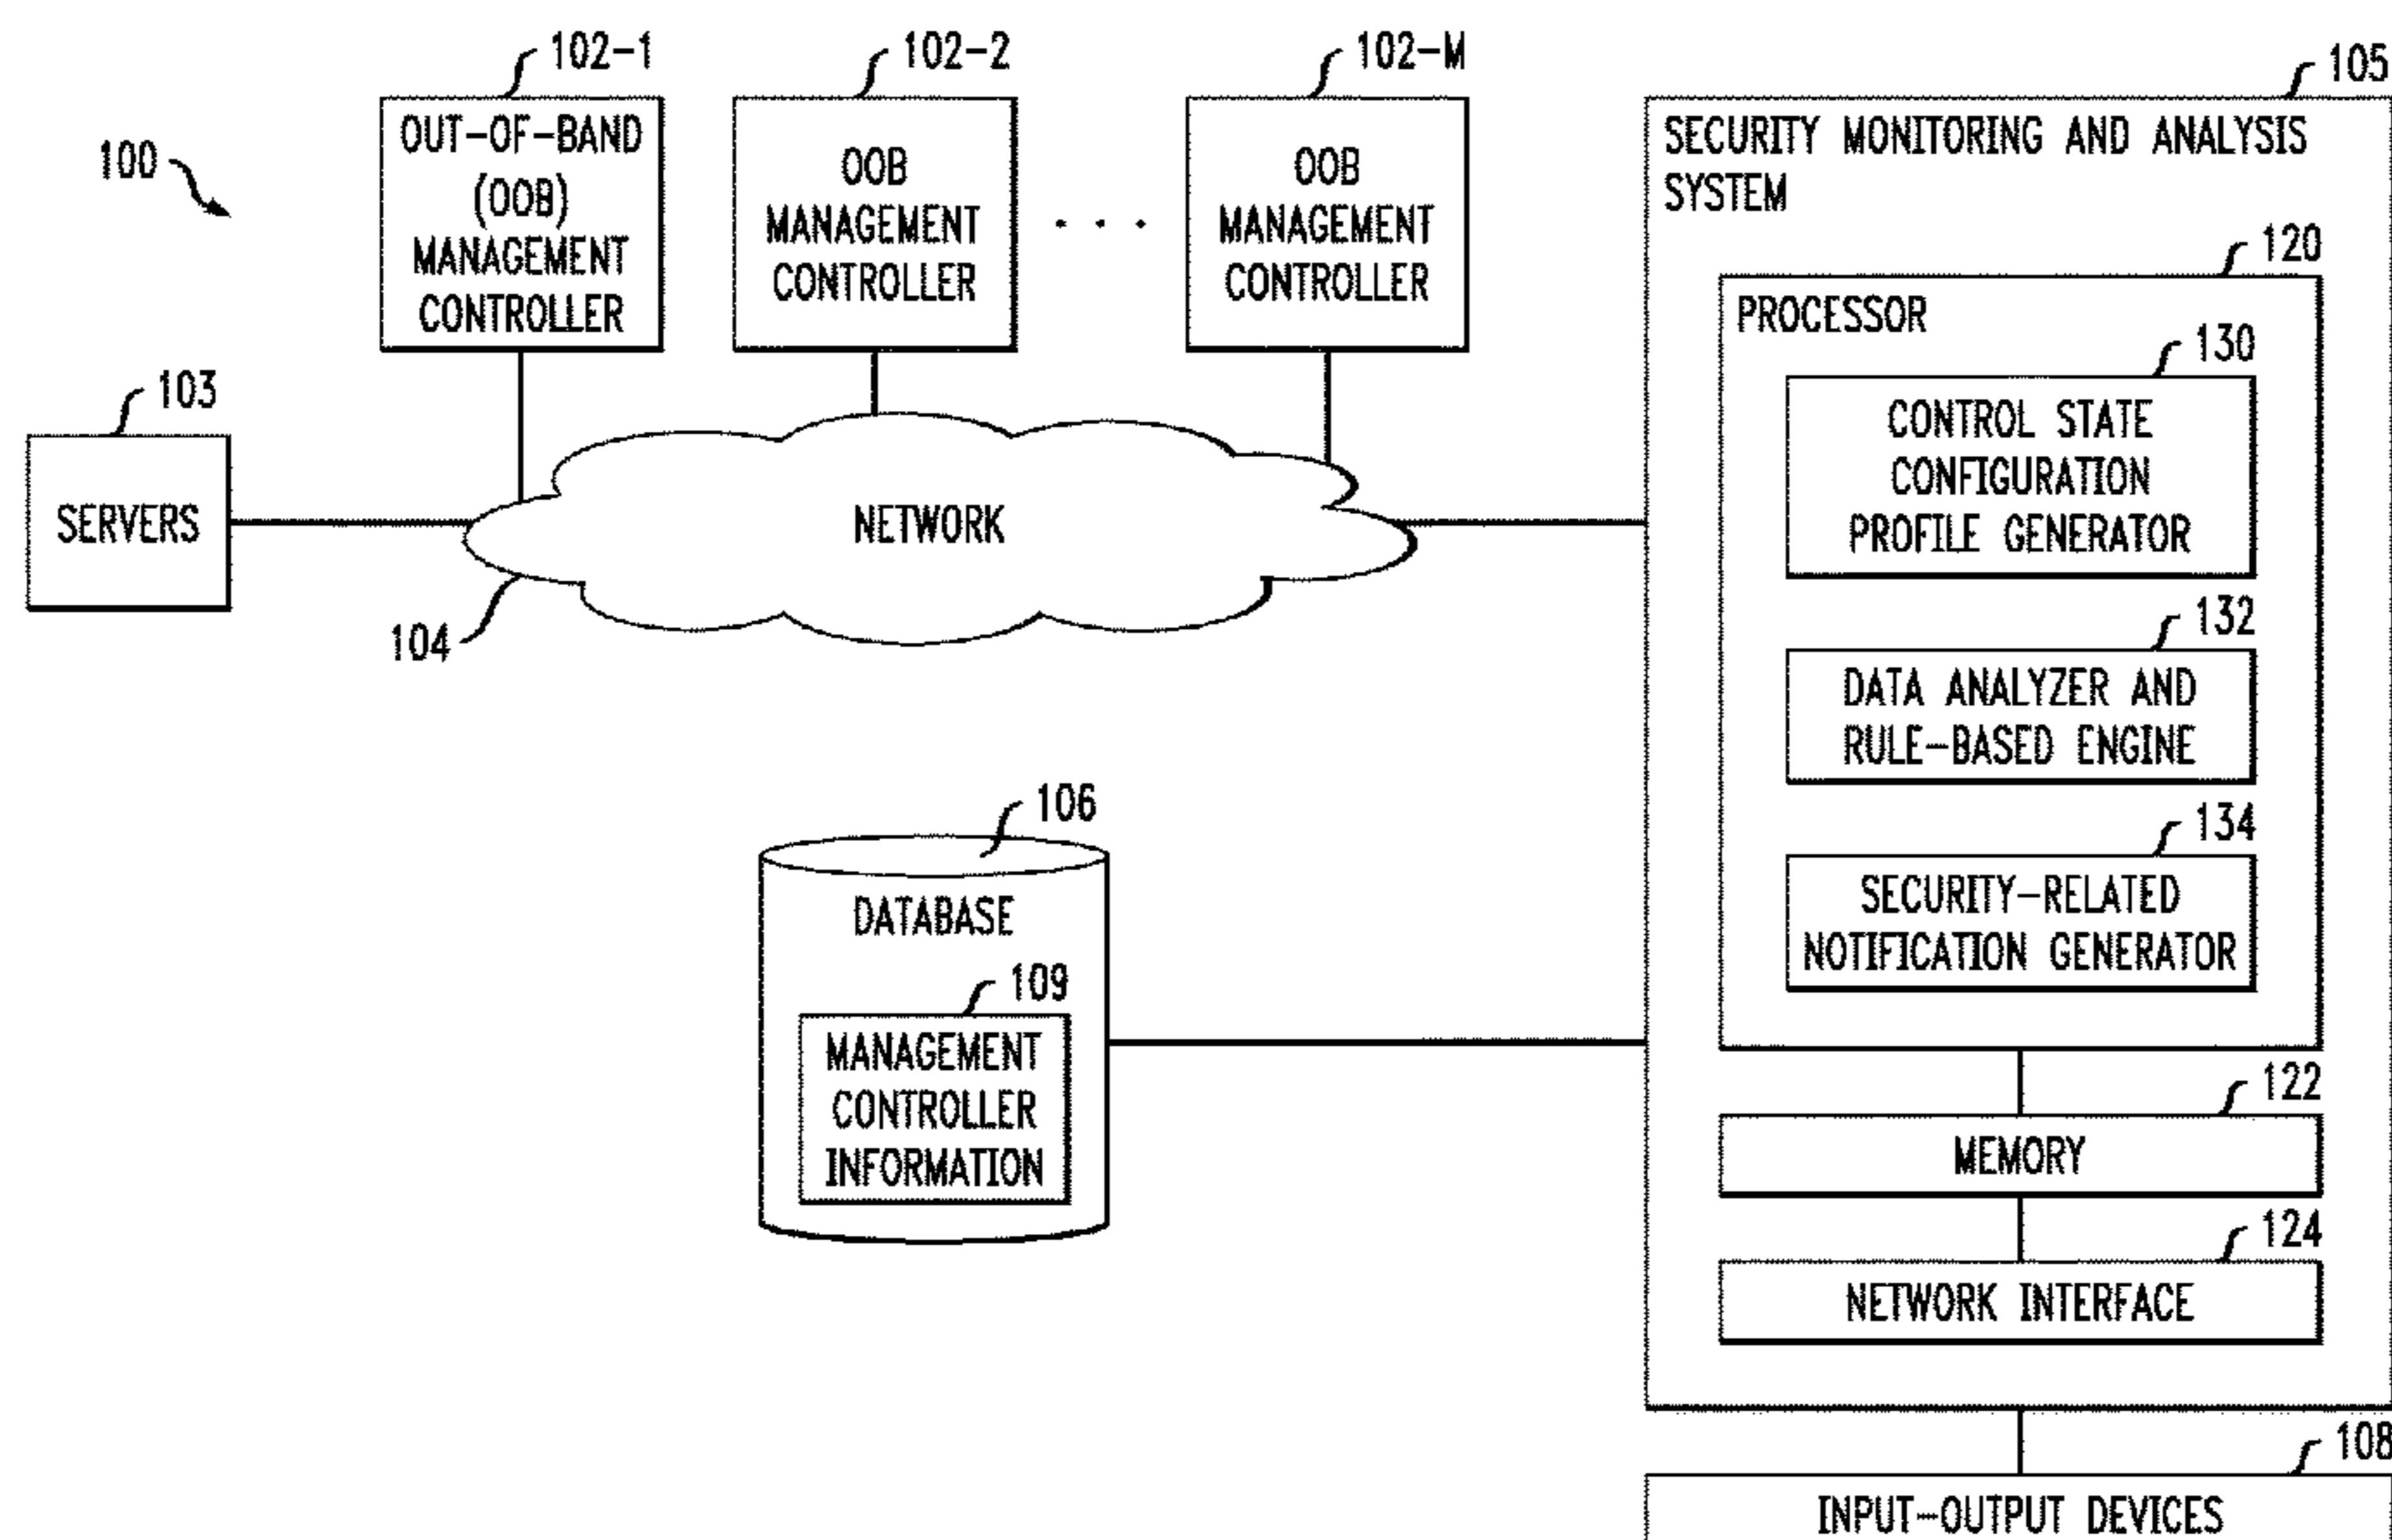 100
102-1
OUT-OF-BAND
(OOB)
MANAGEMENT
CONTROLLER
102-2
OOB
MANAGEMENT
CONTROLLER
. . .
102-M
OOB
MANAGEMENT
CONTROLLER
103
SERVERS
NETWORK
104
106
DATABASE
109
MANAGEMENT
CONTROLLER
INFORMATION
105
SECURITY MONITORING AND ANALYSIS
SYSTEM
120
PROCESSOR
130
CONTROL STATE
CONFIGURATION
PROFILE GENERATOR
132
DATA ANALYZER AND
RULE-BASED ENGINE
134
SECURITY-RELATED
NOTIFICATION GENERATOR
122
MEMORY
124
NETWORK INTERFACE
108
INPUT-OUTPUT DEVICES